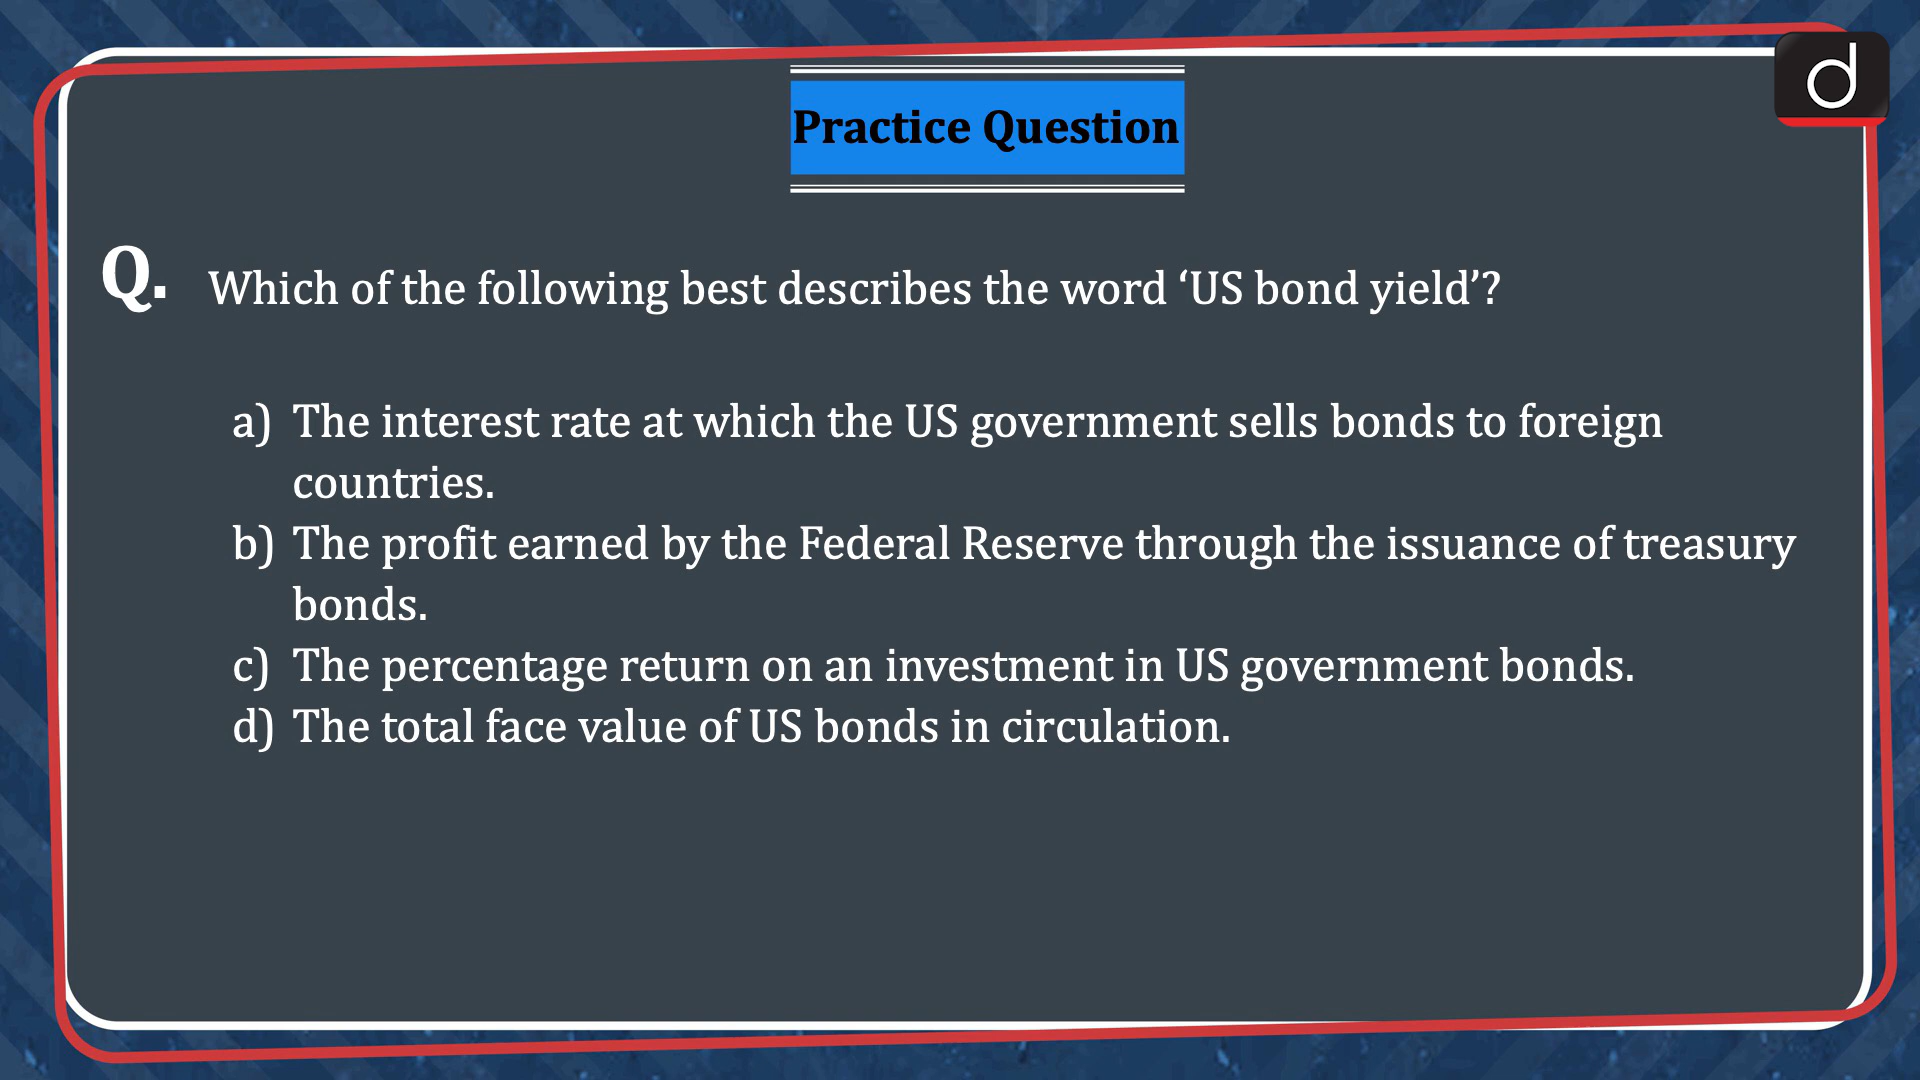 d
Practice Question
Q. Which of the following best describes the word ‘US bond yield’?
a) The interest rate at which the US government sells bonds to foreign
countries.
b) The profit earned by the Federal Reserve through the issuance of treasury
bonds.
c) The percentage return on an investment in US government bonds.
d) The total face value of US bonds in circulation.